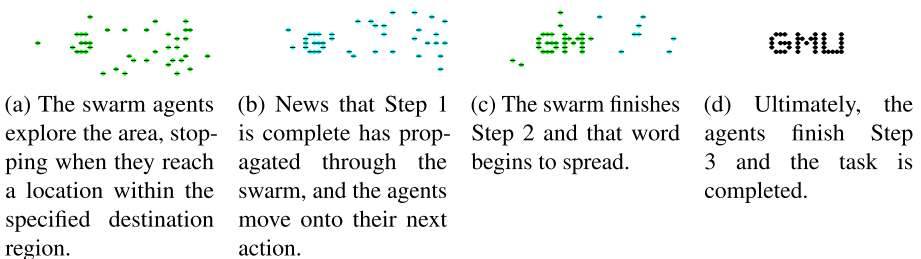 G
G
GM
GMU
(a) The swarm agents
explore the area, stop-
ping when they reach
a location within the
specified destination
region.
(b) News that Step 1
is complete has prop-
agated through the
swarm, and the agents
move onto their next
action.
(c) The swarm finishes
Step 2 and that word
begins to spread.
(d) Ultimately, the
agents finish Step
3 and the task is
completed.